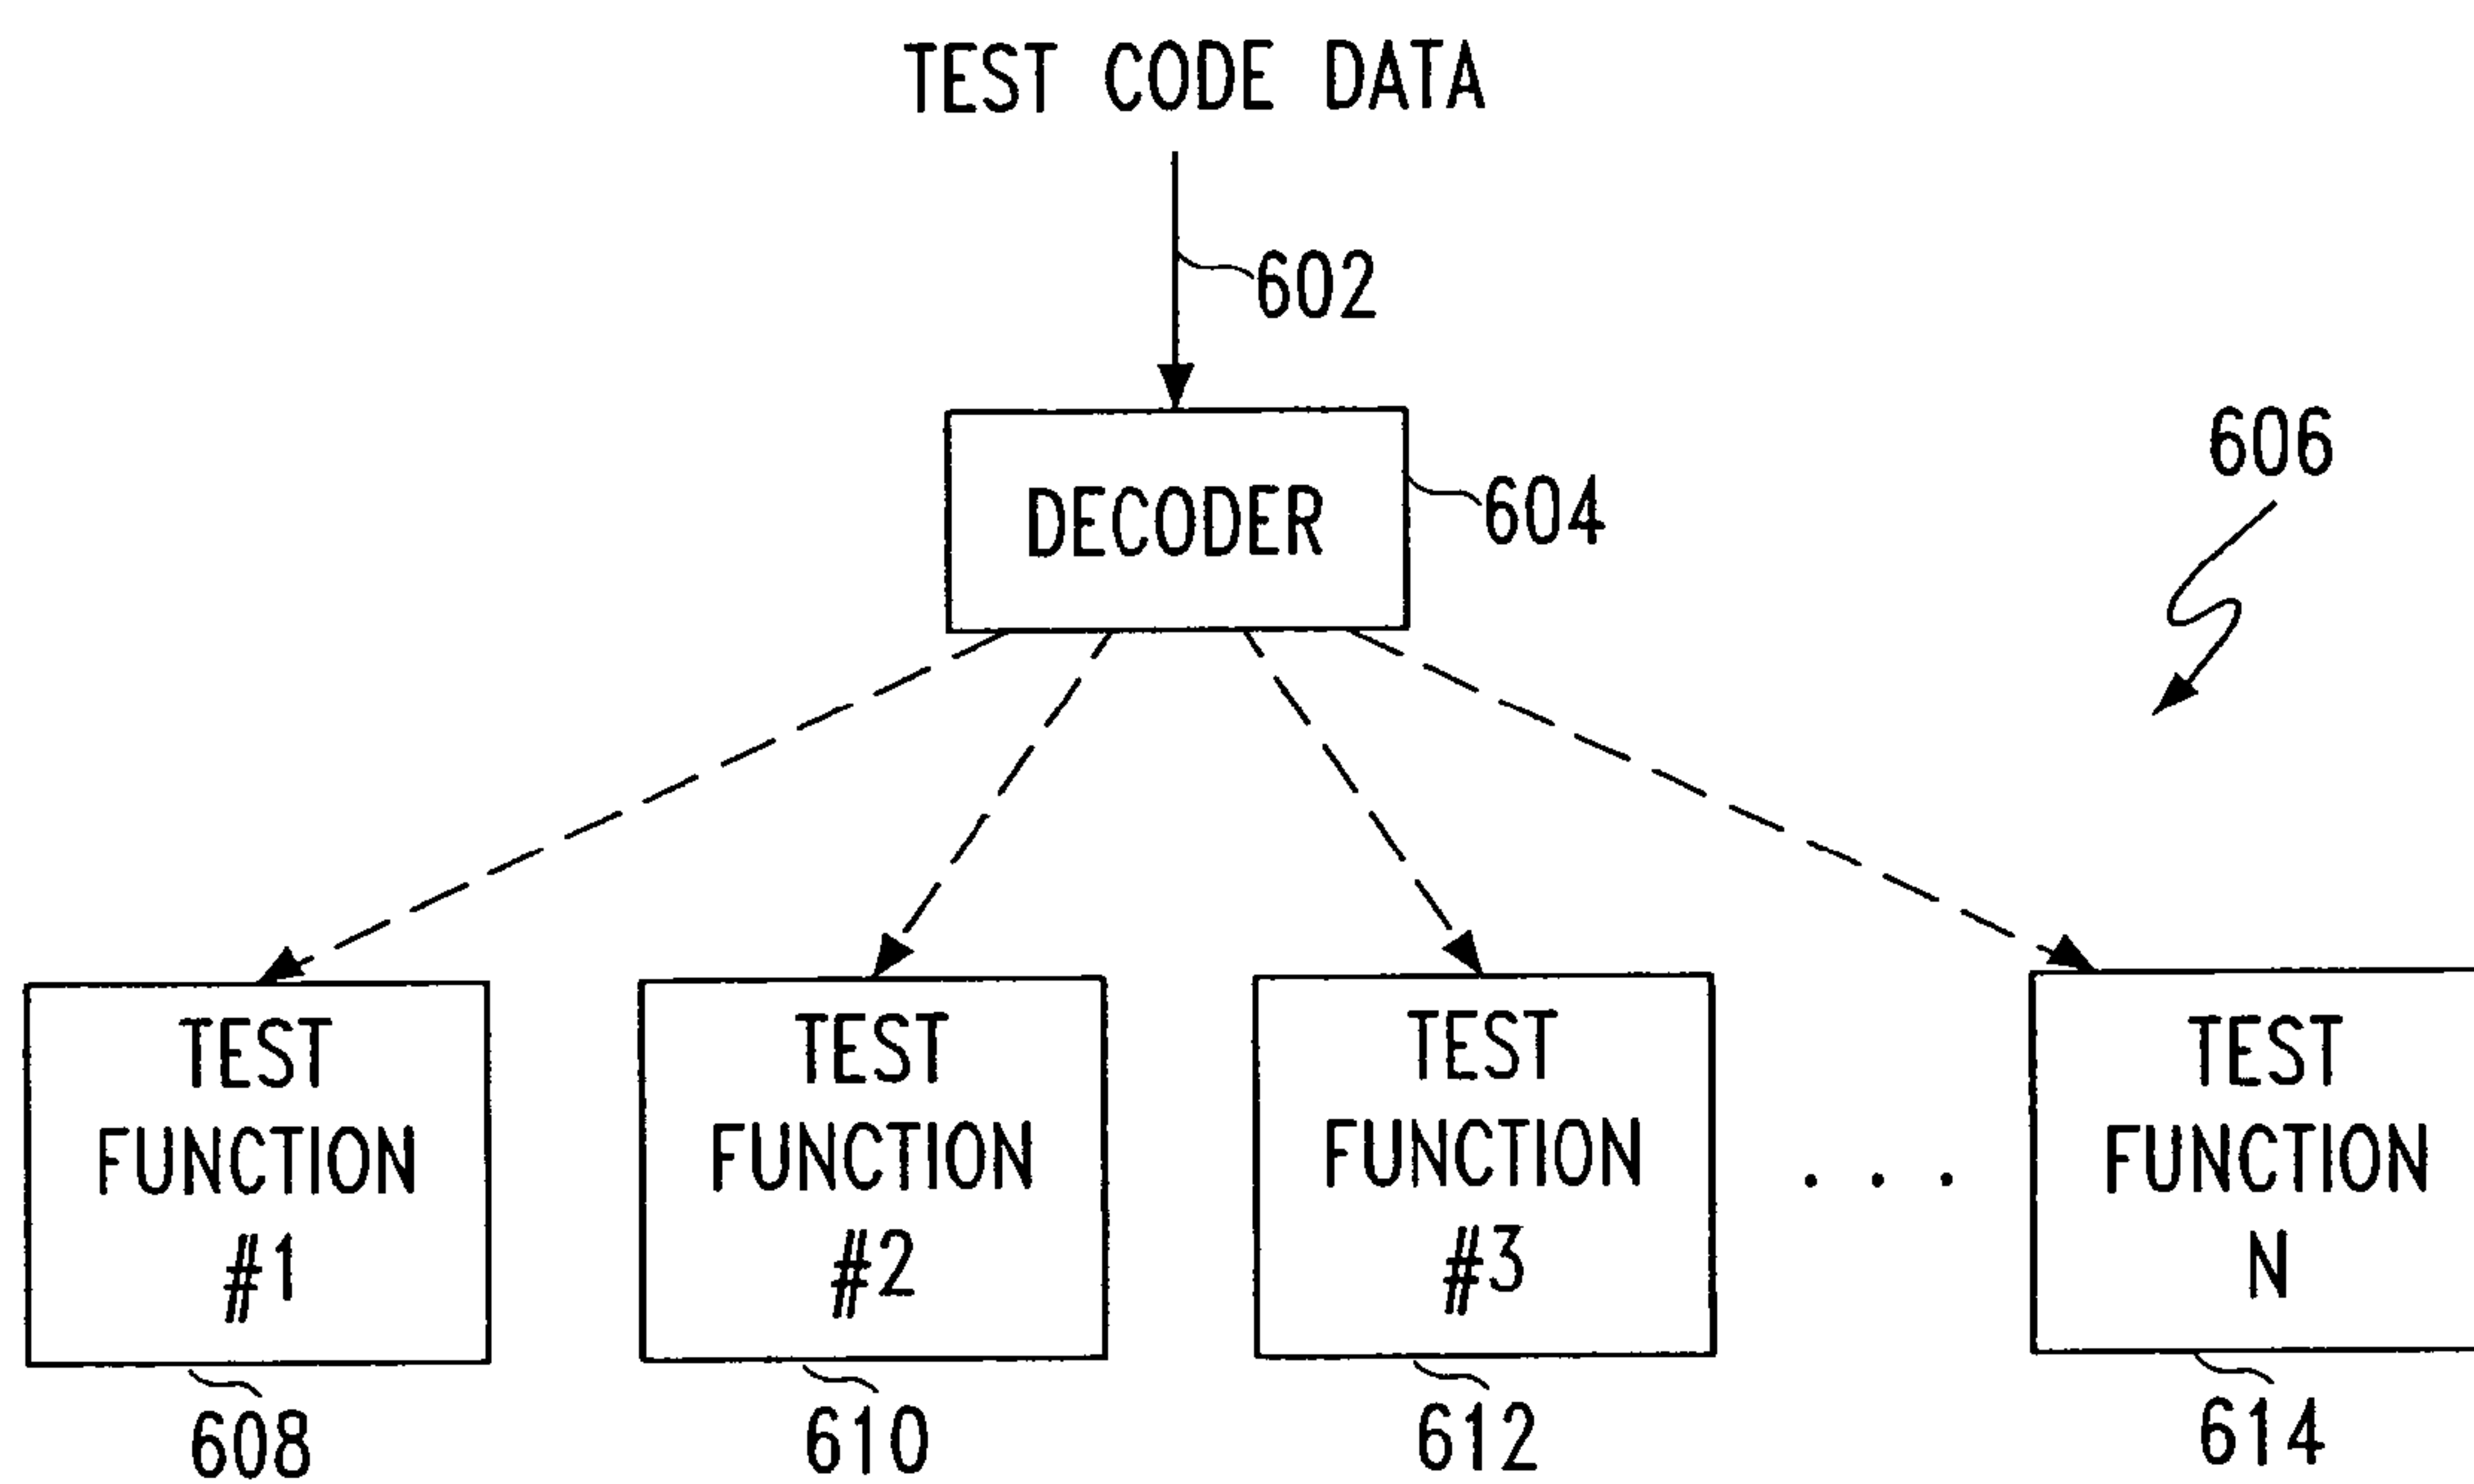 TEST CODE DATA
602
DECODER
604
606
TEST
FUNCTION
#1
TEST
FUNCTION
#2
TEST
FUNCTION
#3
. . .
TEST
FUNCTION
N
608
610
612
614